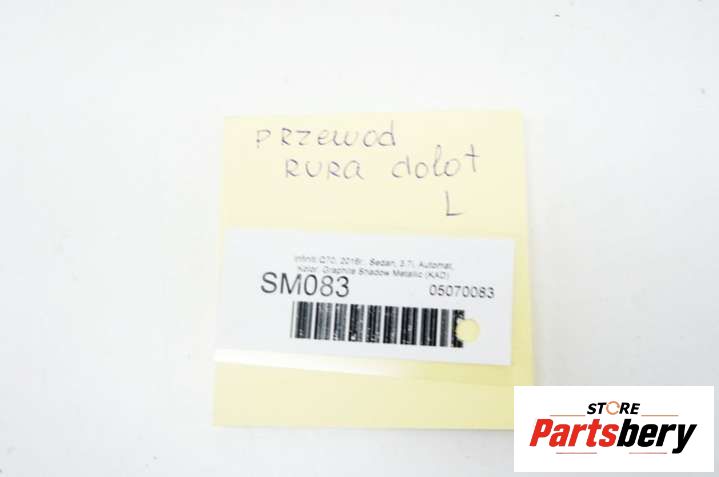 PRZEWOD
RURA dolot
L
Infiniti Q70, 2016r., Sedan, 3.7i, Automat,
Kolor: Graphite Shadow Metallic (KAD)
SM083
05070083
STORE
Partsbery